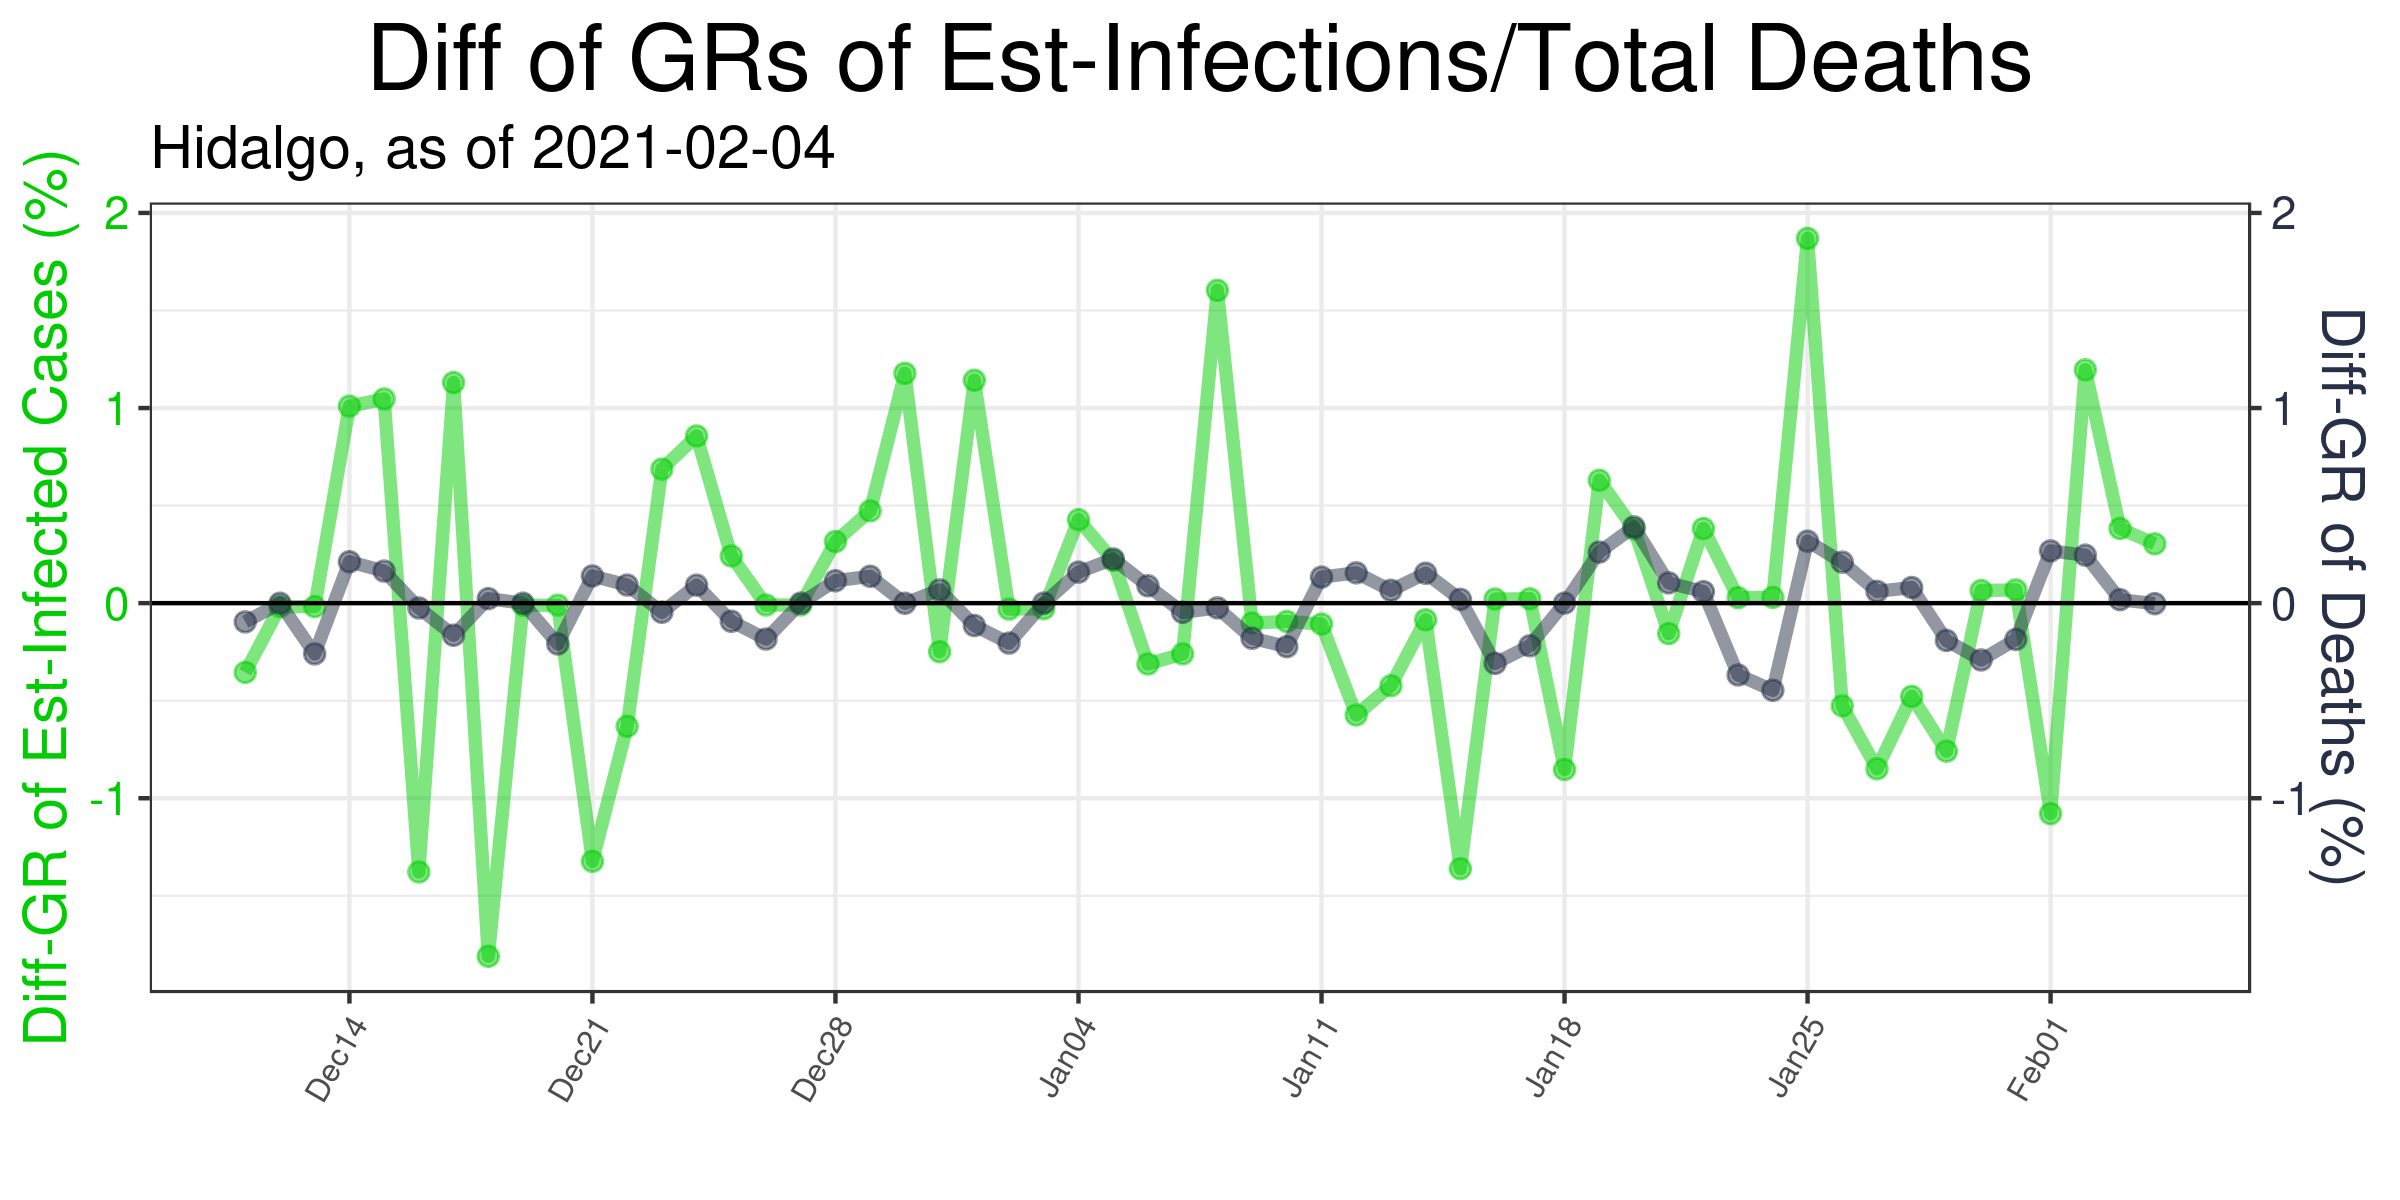 Diff of GRs of Est-Infections/Total Deaths
Hidalgo, as of 2021-02-04
Diff-GR of Est-Infected Cases (%)
2
1
0
-1
2
1
0
-1
Diff-GR of Deaths (%)
Dec14
Dec21
Dec28
Jan04
Jan11
Jan18
Jan25
Feb01